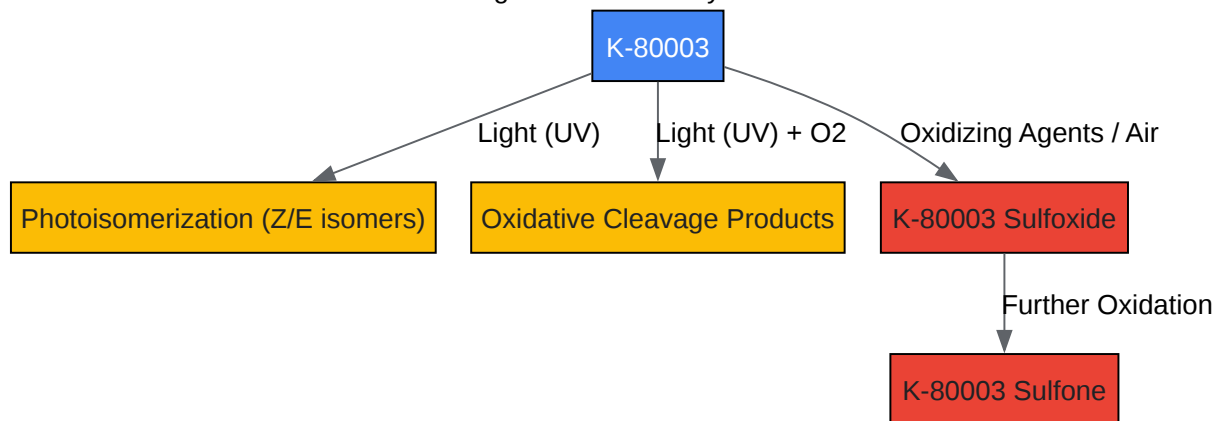 K-80003
Light (UV)
Light (UV) + O2
Oxidizing Agents / Air
Photoisomerization (Z/E isomers)
Oxidative Cleavage Products
K-80003 Sulfoxide
Further Oxidation
K-80003 Sulfone